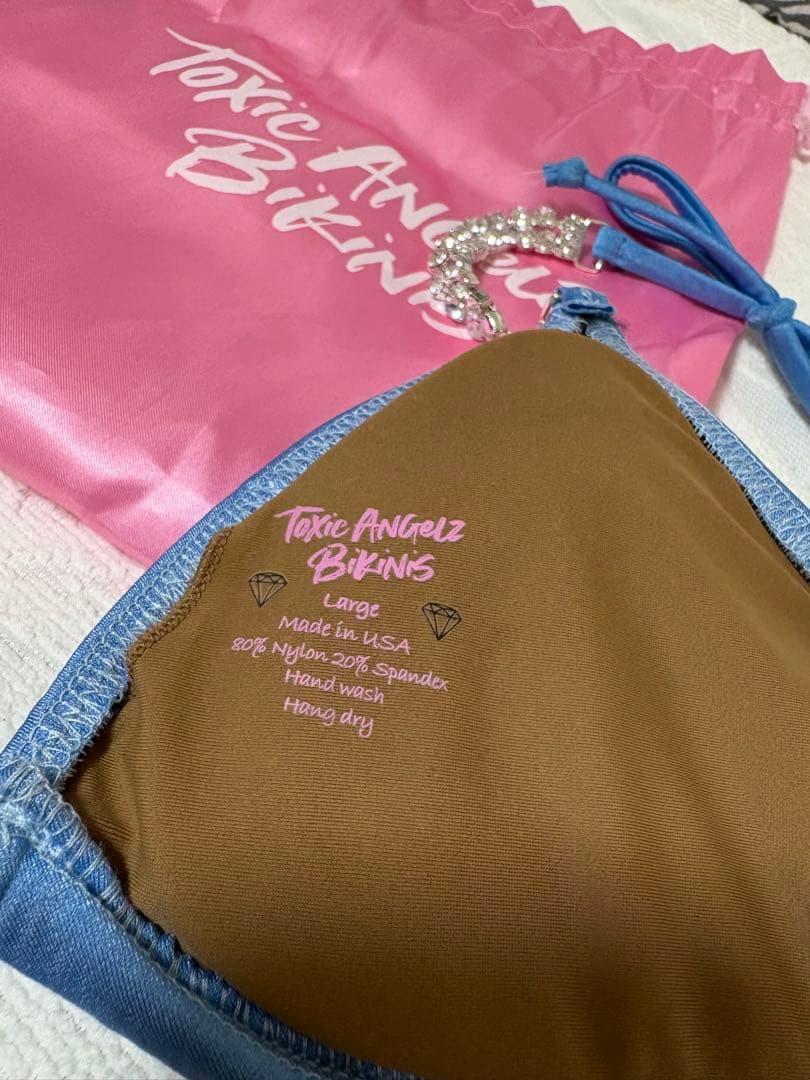 Toxic Angelz
Bikinis
Toxic Angelz
Bikinis
Large
Made in USA
80% Nylon 20% Spandex
Hand wash
Hang dry